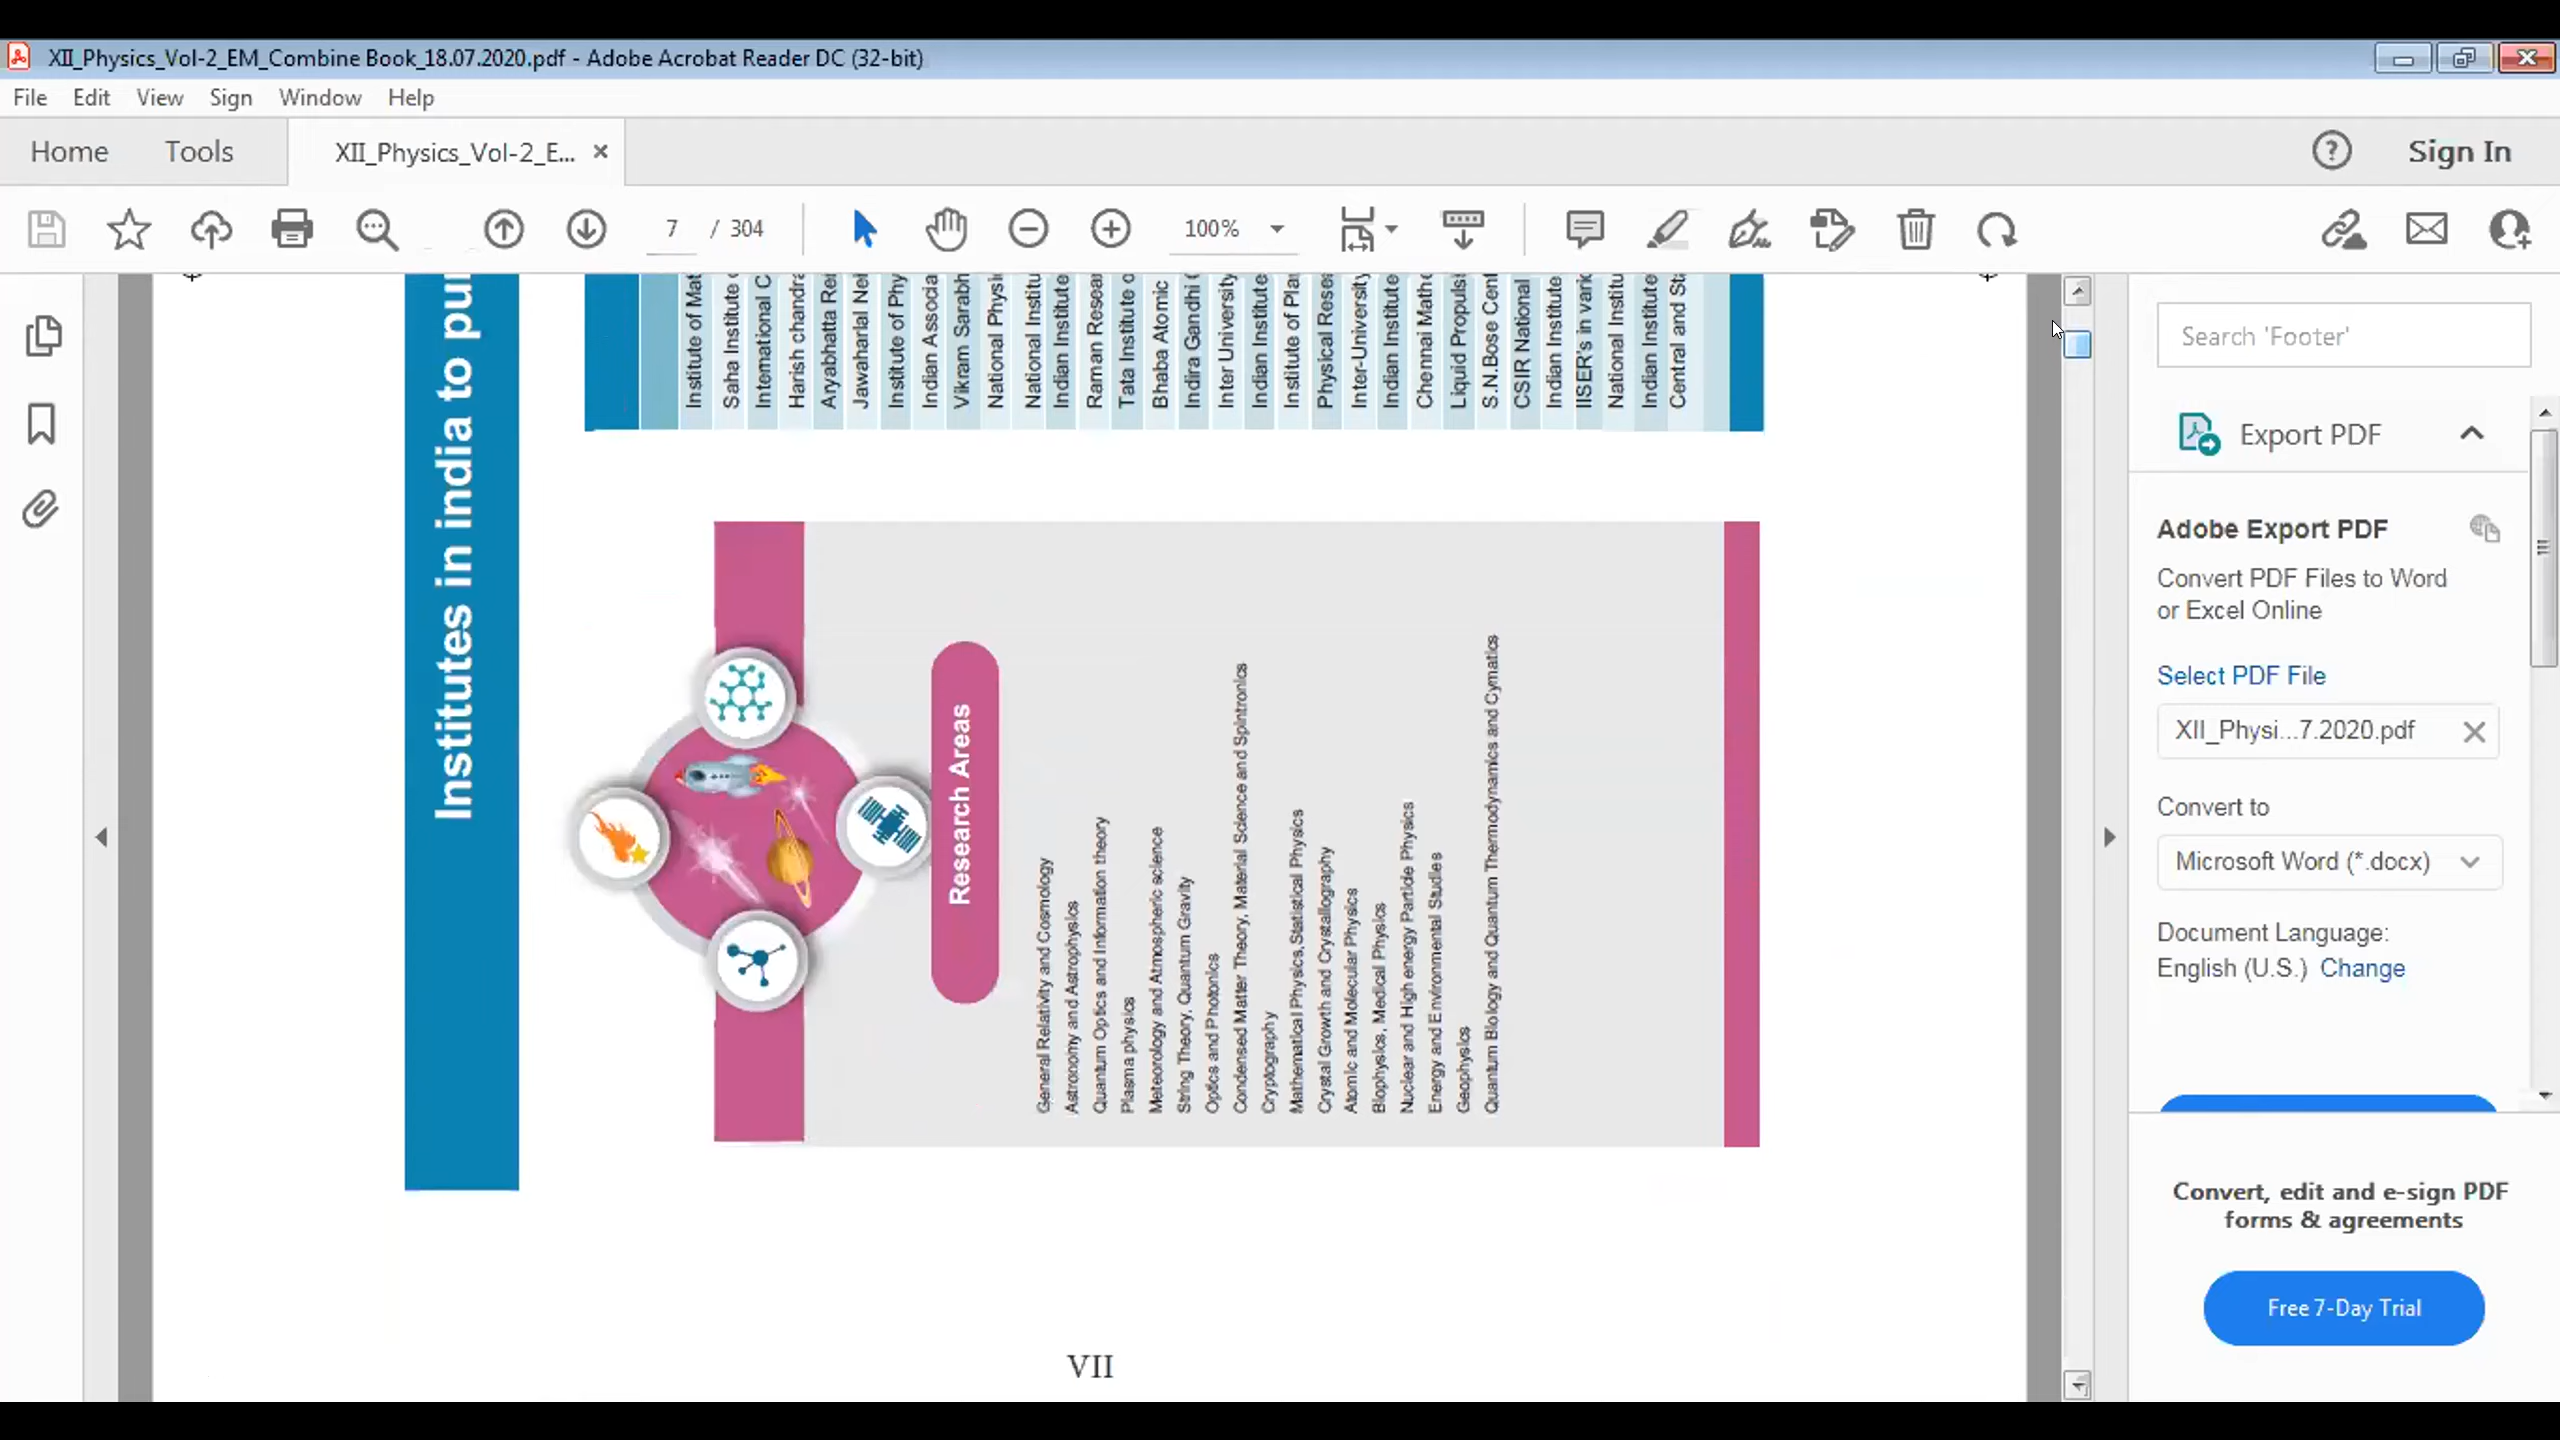 XII_Physics_Vol-2_EM_Combine Book_18.07.2020.pdf - Adobe Acrobat Reader DC (32-bit)
File Edit View Sign Window Help
Home Tools XII_Physics_Vol-2_E... Sign In
7 / 304 100%
Institutes in india to pu
Institute of Mat
Saha Institute
International C
Harish chandra
Aryabhatta Re
Jawaharlal Ne
Institute of Phy
Indian Associa
Vikram Sarabh
National Physi
National Institu
Indian Institute
Raman Resear
Tata Institute o
Bhaba Atomic
Indira Gandhi
Inter University
Indian Institute
Institute of Pla
Physical Rese
Inter-University
Indian Institute
Chennai Mathe
Liquid Propuls
S.N.Bose Cent
CSIR National
Indian Institute
IISER's in vari
National Institu
Indian Institute
Central and Sta
Research Areas
General Relativity and Cosmology
Astronomy and Astrophysics
Quantum Optics and Information theory
Plasma physics
Meteorology and Atmospheric science
String Theory, Quantum Gravity
Optics and Photonics
Condensed Matter Theory, Material Science and Spintronics
Cryptography
Mathematical Physics, Statistical Physics
Crystal Growth and Crystallography
Atomic and Molecular Physics
Biophysics, Medical Physics
Nuclear and High energy Particle Physics
Energy and Environmental Studies
Geophysics
Quantum Biology and Quantum Thermodynamics and Cymatics
VII
Search 'Footer'
Export PDF
Adobe Export PDF
Convert PDF Files to Word
or Excel Online
Select PDF File
XII_Physi...7.2020.pdf
Convert to
Microsoft Word (*.docx)
Document Language:
English (U.S.) Change
Convert, edit and e-sign PDF
forms & agreements
Free 7-Day Trial